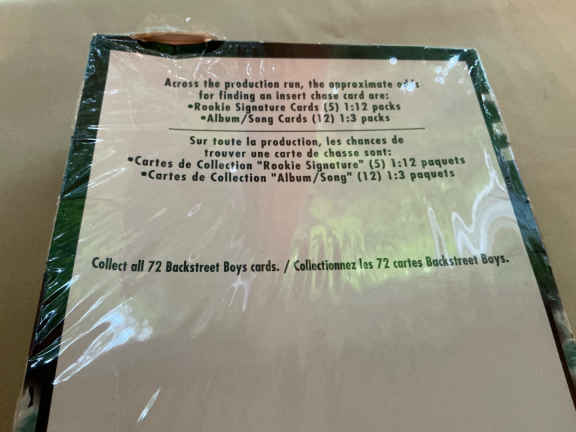 Across the production run, the approximate odds
for finding an insert chase card are:
•Rookie Signature Cards (5) 1:12 packs
•Album/Song Cards (12) 1:3 packs
Sur toute la production, les chances de
trouver une carte de chasse sont:
•Cartes de Collection "Rookie Signature" (5) 1:12 paquets
•Cartes de Collection "Album/Song" (12) 1:3 paquets
Collect all 72 Backstreet Boys cards. / Collectionnez les 72 cartes Backstreet Boys.